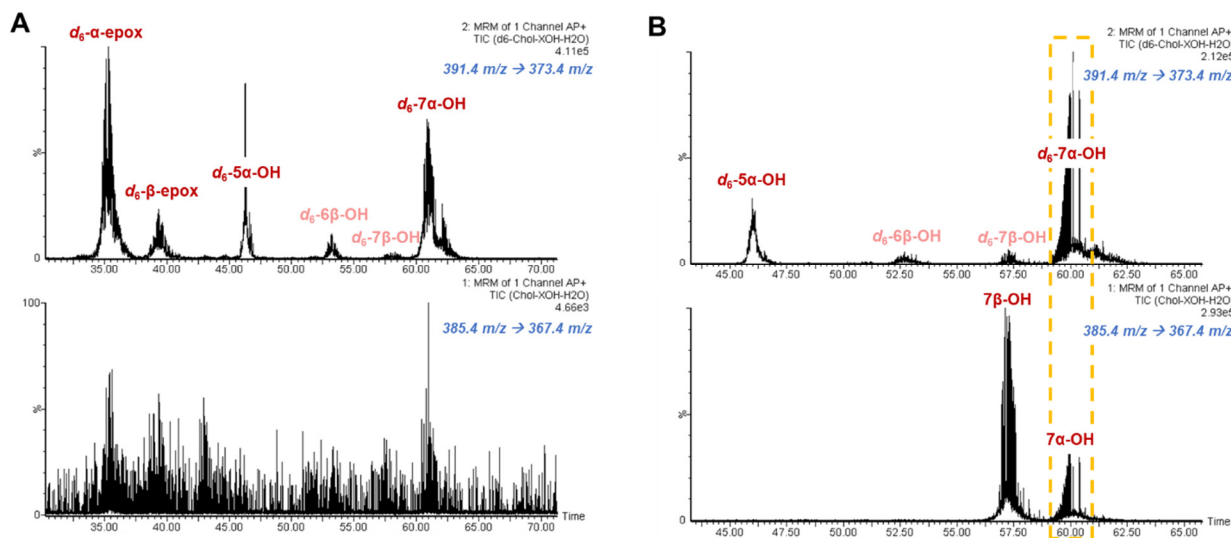 A
d6-α-epox
2: MRM of 1 Channel AP+
TIC (d6-Chol-XOH-H2O)
4.11e5
391.4 m/z → 373.4 m/z
d6-7α-OH
d6-5α-OH
d6-β-epox
d6-6β-OH
d6-7β-OH
%
35.00 40.00 45.00 50.00 55.00 60.00 65.00 70.00
1: MRM of 1 Channel AP+
TIC (Chol-XOH-H2O)
4.66e3
385.4 m/z → 367.4 m/z
100
%
0
Time
35.00 40.00 45.00 50.00 55.00 60.00 65.00 70.00
B
2: MRM of 1 Channel AP+
TIC (d6-Chol-XOH-H2O)
2.12e5
391.4 m/z → 373.4 m/z
d6-7α-OH
d6-5α-OH
d6-6β-OH
d6-7β-OH
%
45.00 47.50 50.00 52.50 55.00 57.50 60.00 62.50 65.00
1: MRM of 1 Channel AP+
TIC (Chol-XOH-H2O)
2.93e5
385.4 m/z → 367.4 m/z
7β-OH
7α-OH
%
Time
45.00 47.50 50.00 52.50 55.00 57.50 60.00 62.50 65.00